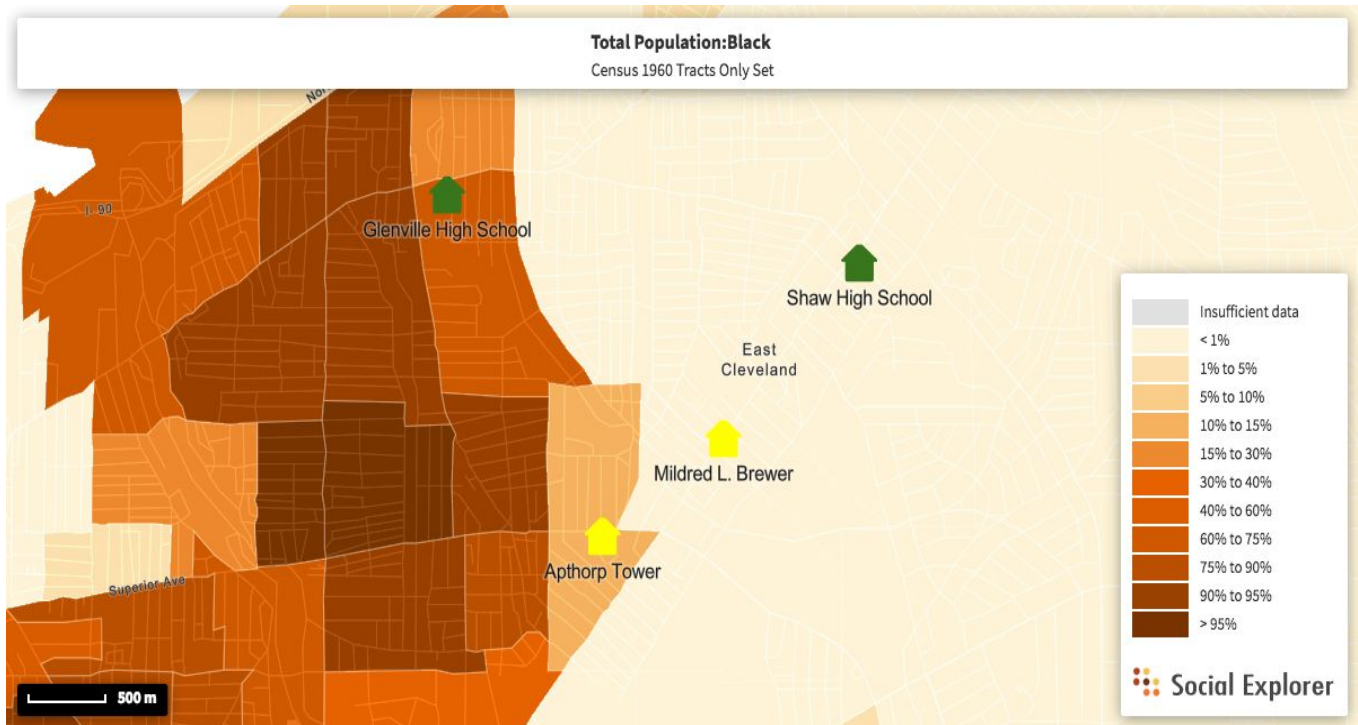 Total Population:Black
Census 1960 Tracts Only Set
I- 90
Glenville High School
Shaw High School
East
Cleveland
Mildred L. Brewer
Apthorp Tower
Superior Ave
500 m
Insufficient data
< 1%
1% to 5%
5% to 10%
10% to 15%
15% to 30%
30% to 40%
40% to 60%
60% to 75%
75% to 90%
90% to 95%
> 95%
Social Explorer